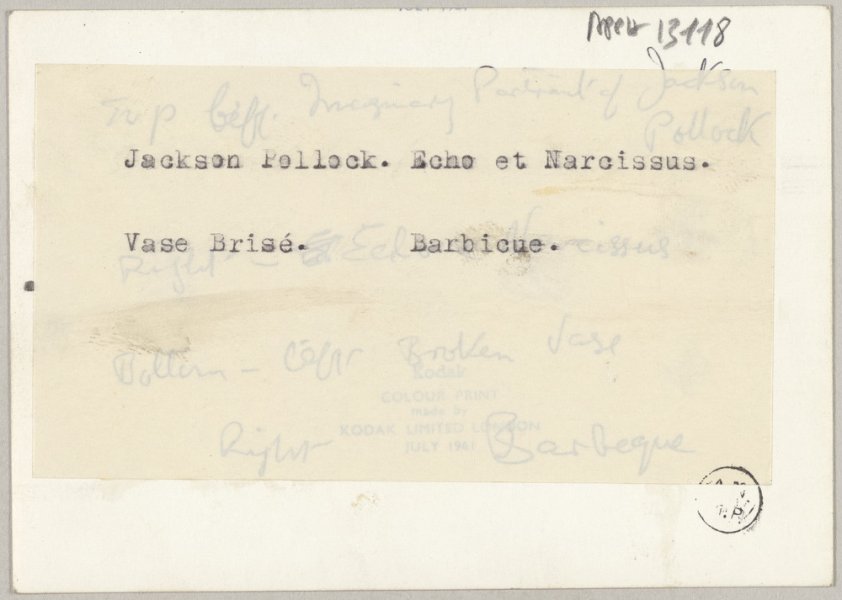 APPH 13118
Top left. Imaginary Portrait of Jackson
Pollock
Jackson Pollock. Echo et Narcissus.
Vase Brisé. Barbicue.
Right - Echo Narcissus
Bottom - left Broken Vase
Kodak
COLOUR PRINT
made by
KODAK LIMITED LONDON
JULY 1961
Right Barbeque